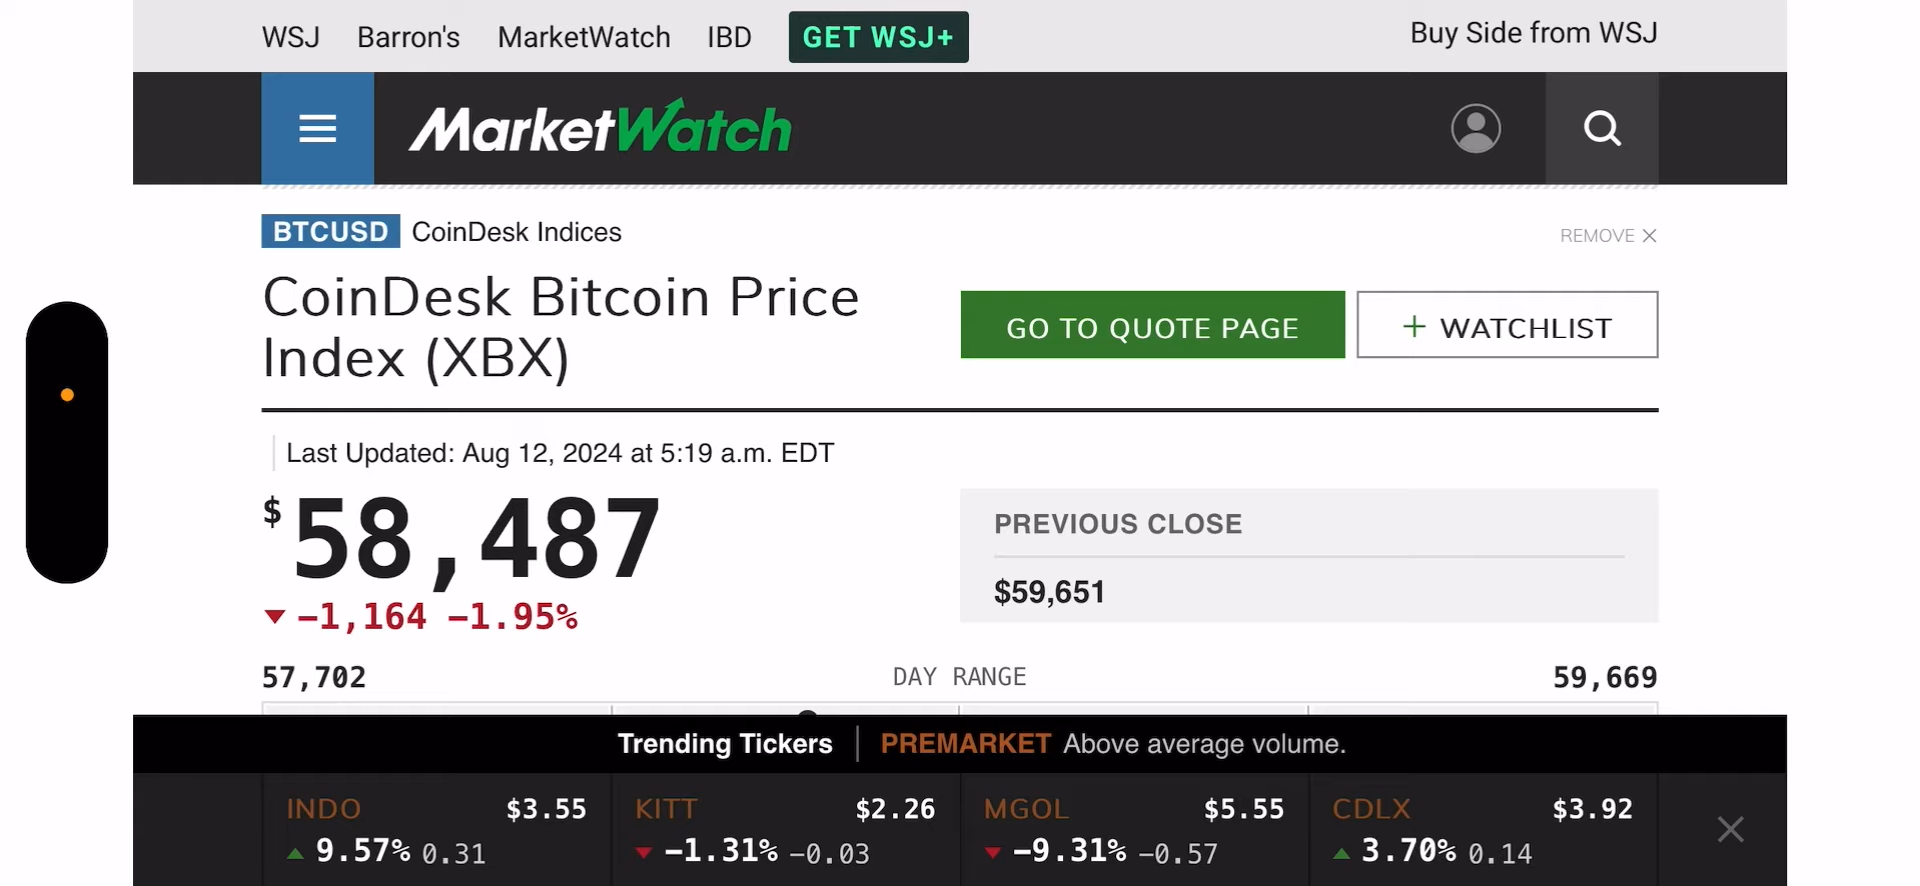 WSJ Barron's MarketWatch IBD GET WSJ+ Buy Side from WSJ
MarketWatch
BTCUSD CoinDesk Indices
REMOVE
CoinDesk Bitcoin Price
Index (XBX)
GO TO QUOTE PAGE
+ WATCHLIST
Last Updated: Aug 12, 2024 at 5:19 a.m. EDT
$58,487
−1,164 −1.95%
PREVIOUS CLOSE
$59,651
57,702 DAY RANGE 59,669
Trending Tickers | PREMARKET Above average volume.
INDO $3.55
9.57% 0.31
KITT $2.26
−1.31% −0.03
MGOL $5.55
−9.31% −0.57
CDLX $3.92
3.70% 0.14